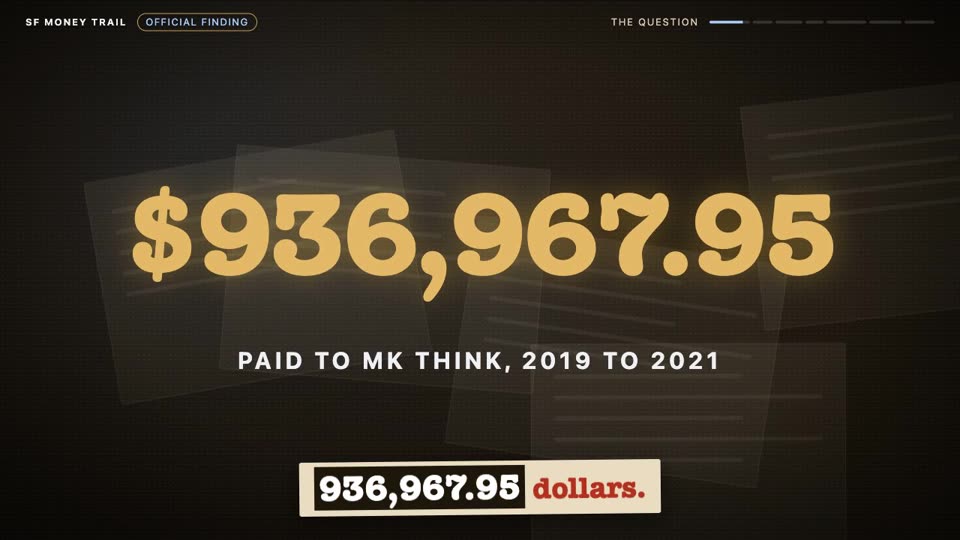 SF MONEY TRAIL OFFICIAL FINDING THE QUESTION
$936,967.95
PAID TO MK THINK, 2019 TO 2021
936,967.95 dollars.